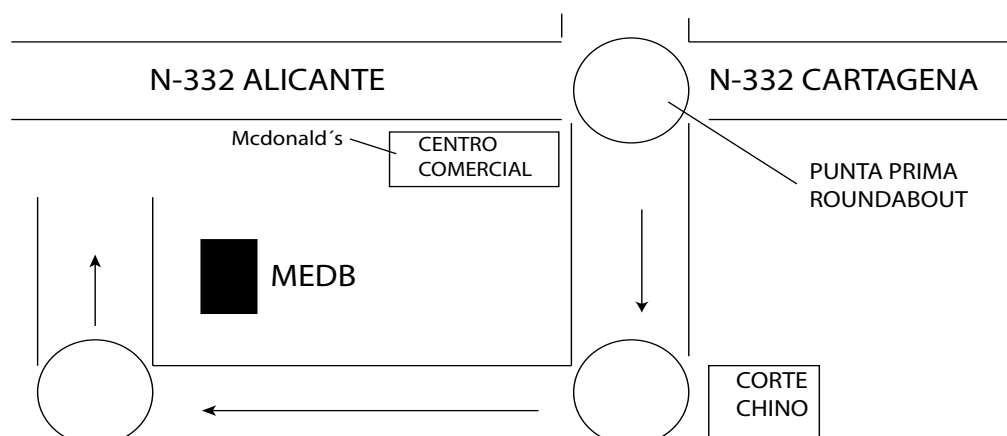 N-332 ALICANTE
N-332 CARTAGENA
Mcdonald´s
CENTRO
COMERCIAL
PUNTA PRIMA
ROUNDABOUT
MEDB
CORTE
CHINO